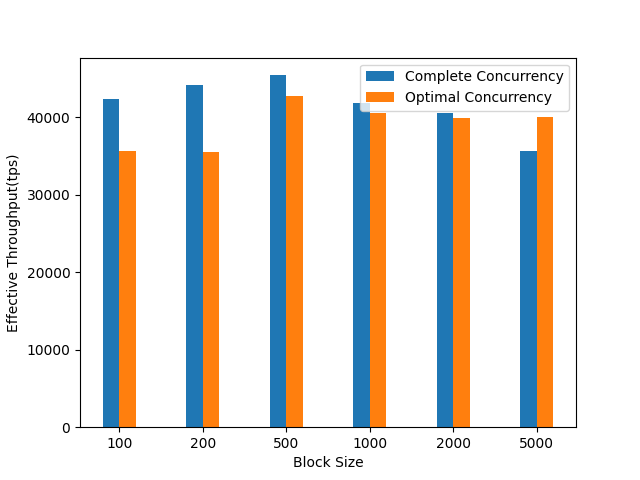 Complete Concurrency
Optimal Concurrency
Effective Throughput(tps)
40000
30000
20000
10000
0
100 200 500 1000 2000 5000
Block Size